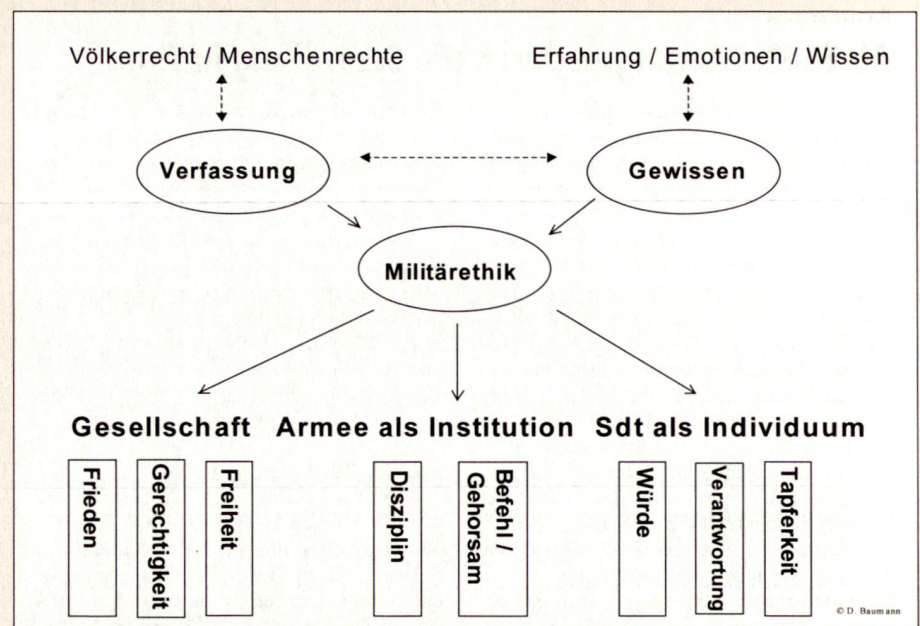 Völkerrecht / Menschenrechte
Erfahrung / Emotionen / Wissen
Verfassung
Gewissen
Militärethik
Gesellschaft
Frieden
Gerechtigkeit
Freiheit
Armee als Institution
Disziplin
Befehl /
Gehorsam
Sdt als Individuum
Würde
Verantwortung
Tapferkeit
© D. Baumann